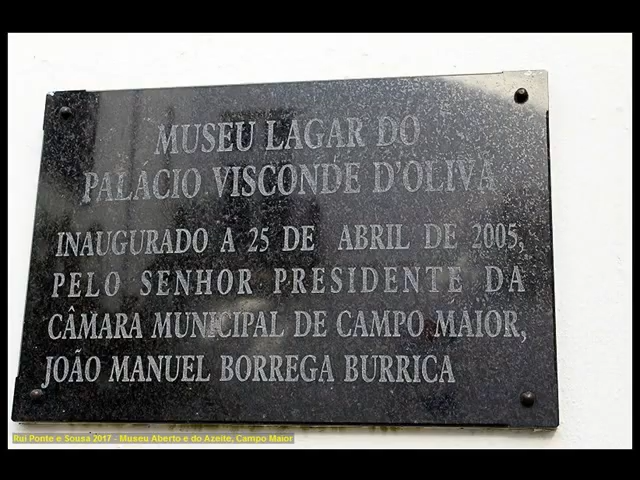 MUSEU LAGAR DO
PALÁCIO VISCONDE D'OLIVA
INAUGURADO A 25 DE ABRIL DE 2005,
PELO SENHOR PRESIDENTE DA
CÂMARA MUNICIPAL DE CAMPO MAIOR,
JOÃO MANUEL BORREGA BURRICA
Rui Ponte e Sousa 2017 - Museu Aberto e do Azeite, Campo Maior